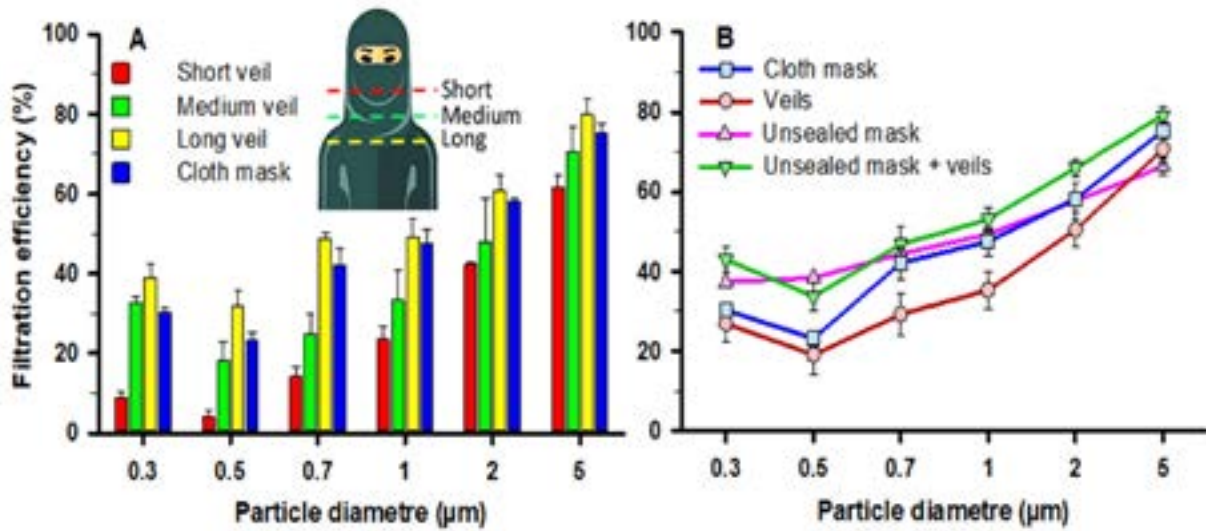 A
Short veil
Medium veil
Long veil
Cloth mask
Short
Medium
Long
Filtration efficiency (%)
100
80
60
40
20
0
0.3 0.5 0.7 1 2 5
Particle diametre (µm)
B
Cloth mask
Veils
Unsealed mask
Unsealed mask + veils
100
80
60
40
20
0
0.3 0.5 0.7 1 2 5
Particle diametre (µm)